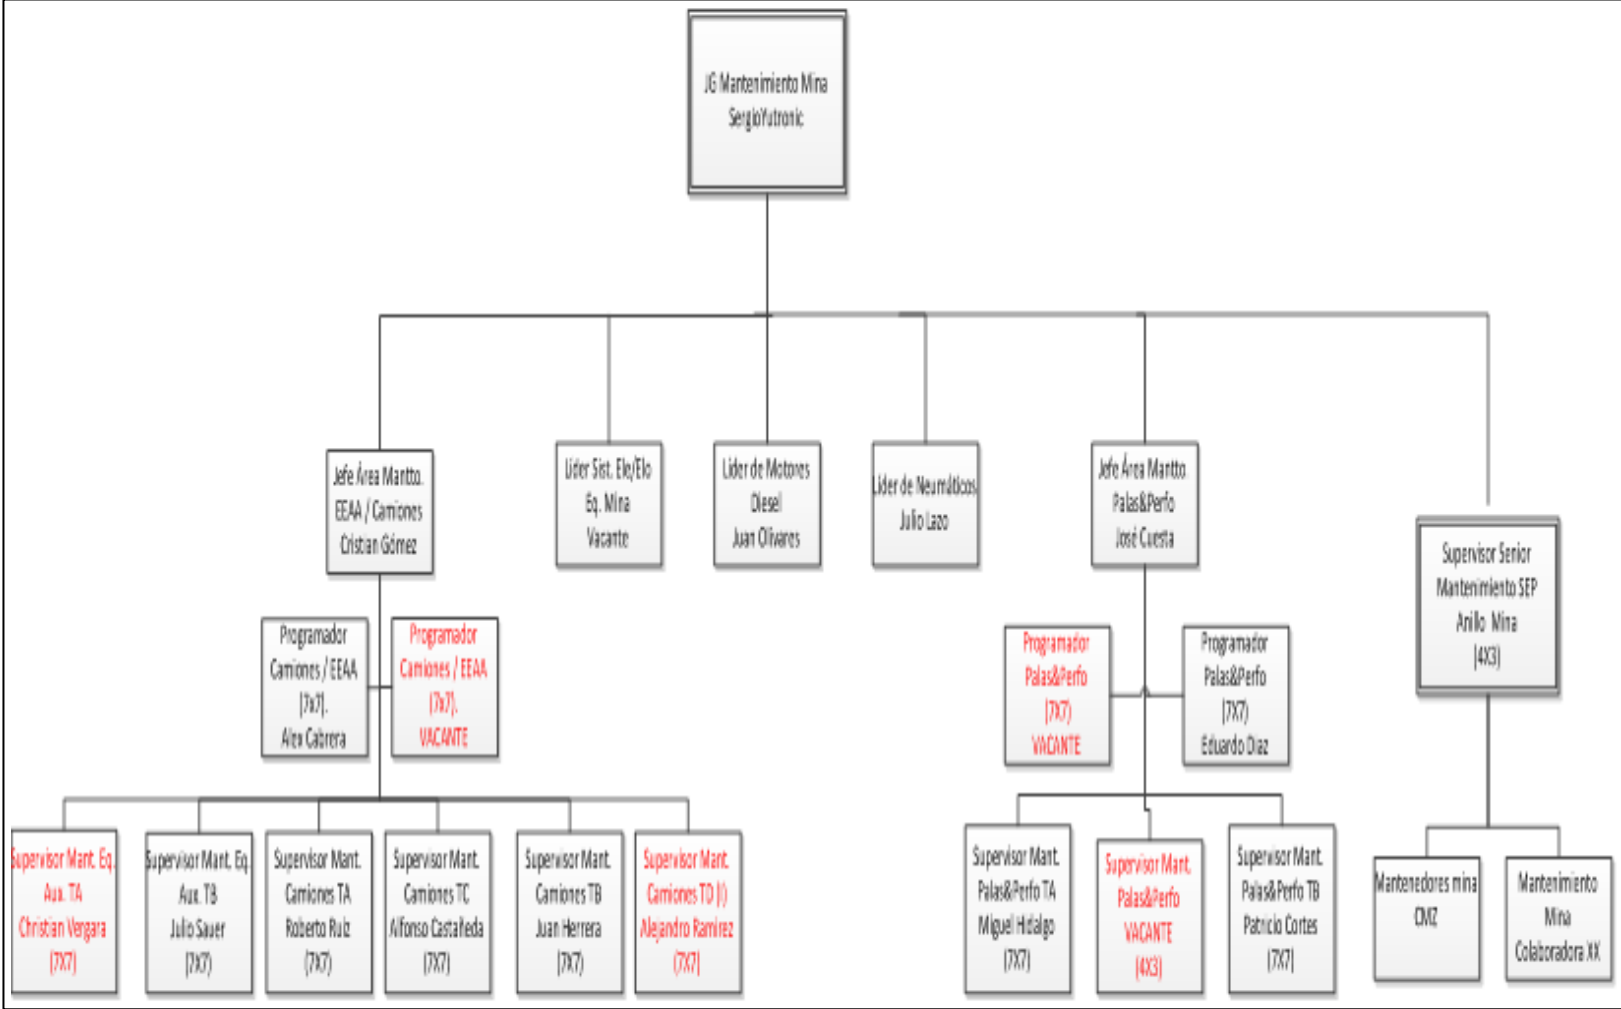 JG Mantenimiento Mina
SergioYutronic
Jefe Área Mantto.
EEAA / Camiones
Cristian Gómez
Lider Sist. Ele/Elo
Eq. Mina
Vacante
Lider de Motores
Diesel
Juan Olivares
Lider de Neumáticos
Julio Lazo
Jefe Área Mantto
Palas&Perfo
José Cuesta
Supervisor Senior
Mantenimiento SEP
Anillo Mina
(4X3)
Programador
Camiones / EEAA
(7X7).
Alex Cabrera
Programador
Camiones / EEAA
(7x7).
VACANTE
Programador
Palas&Perfo
(7X7)
VACANTE
Programador
Palas&Perfo
(7X7)
Eduardo Diaz
Supervisor Mant. Eq.
Aux. TA
Christian Vergara
(7X7)
Supervisor Mant. Eq.
Aux. TB
Julio Sauer
(7X7)
Supervisor Mant.
Camiones TA
Roberto Ruiz
(7X7)
Supervisor Mant.
Camiones TC
Alfonso Castañeda
(7X7)
Supervisor Mant.
Camiones TB
Juan Herrera
(7X7)
Supervisor Mant.
Camiones TD (i)
Alejandro Ramirez
(7X7)
Supervisor Mant.
Palas&Perfo TA
Miguel Hidalgo
(7X7)
Supervisor Mant.
Palas&Perfo
VACANTE
(4X3)
Supervisor Mant.
Palas&Perfo TB
Patricio Cortes
(7X7)
Mantenedores mina
CMZ
Mantenimiento
Mina
Colaboradora XX